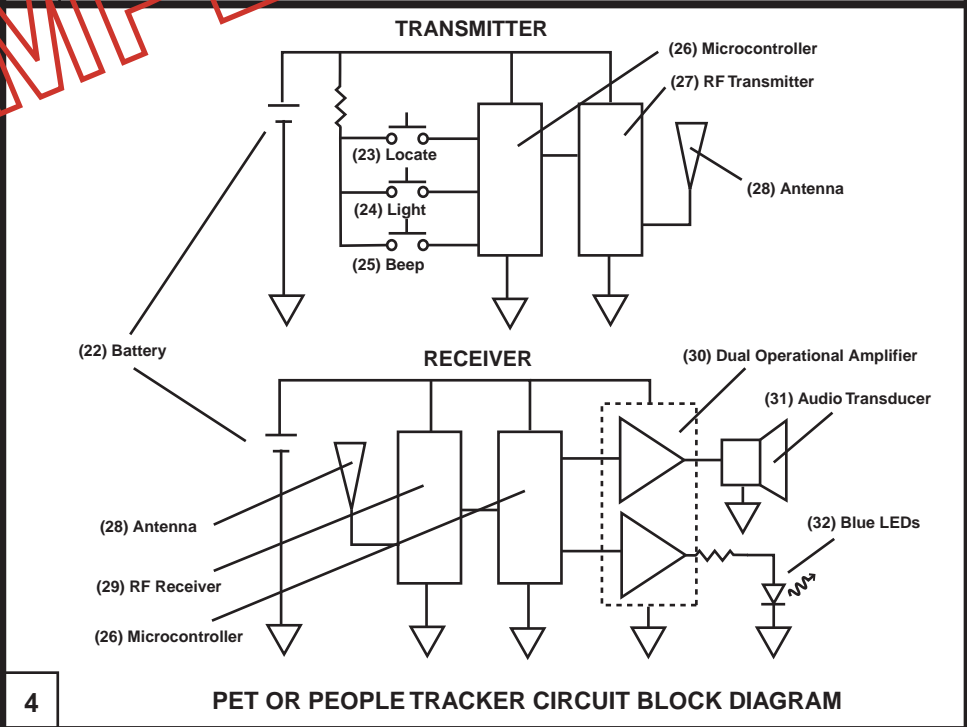 TRANSMITTER
(26) Microcontroller
(27) RF Transmitter
(23) Locate
(28) Antenna
(24) Light
(25) Beep
(22) Battery
RECEIVER
(30) Dual Operational Amplifier
(31) Audio Transducer
(28) Antenna
(32) Blue LEDs
(29) RF Receiver
(26) Microcontroller
4
PET OR PEOPLE TRACKER CIRCUIT BLOCK DIAGRAM